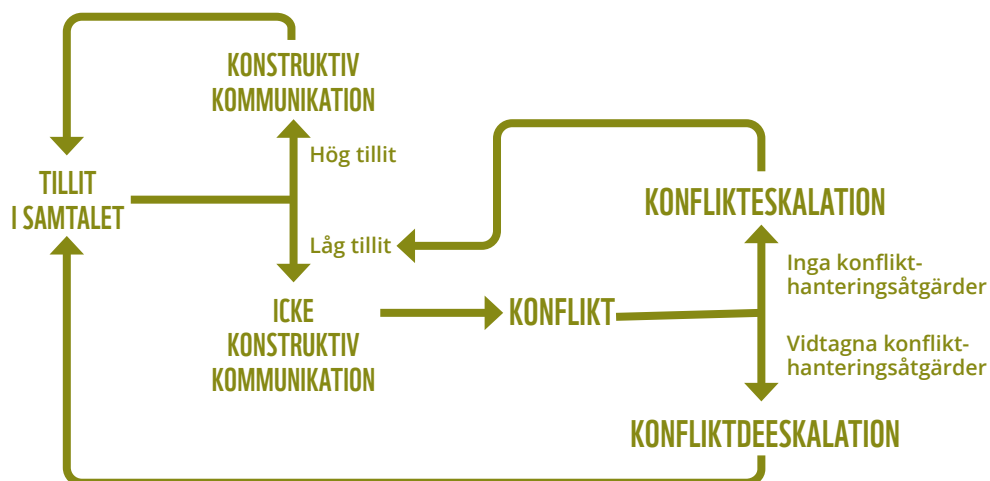 KONSTRUKTIV
KOMMUNIKATION
Hög tillit
TILLIT
I SAMTALET
Låg tillit
ICKE
KONSTRUKTIV
KOMMUNIKATION
KONFLIKT
KONFLIKTESKALATION
Inga konflikt-
hanteringsåtgärder
Vidtagna konflikt-
hanteringsåtgärder
KONFLIKTDEESKALATION